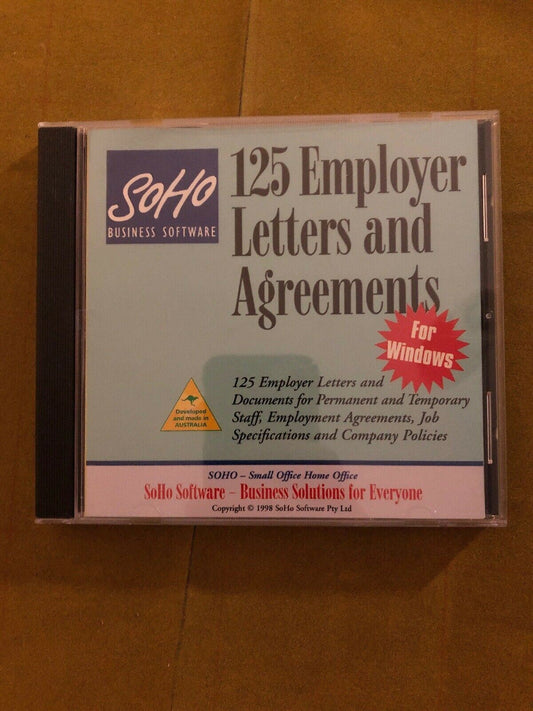 SoHo
BUSINESS SOFTWARE
125 Employer
Letters and
Agreements
For
Windows
125 Employer Letters and
Documents for Permanent and Temporary
Staff, Employment Agreements, Job
Specifications and Company Policies
Developed
and made in
AUSTRALIA
SOHO – Small Office Home Office
SoHo Software – Business Solutions for Everyone
Copyright © 1998 SoHo Software Pty Ltd